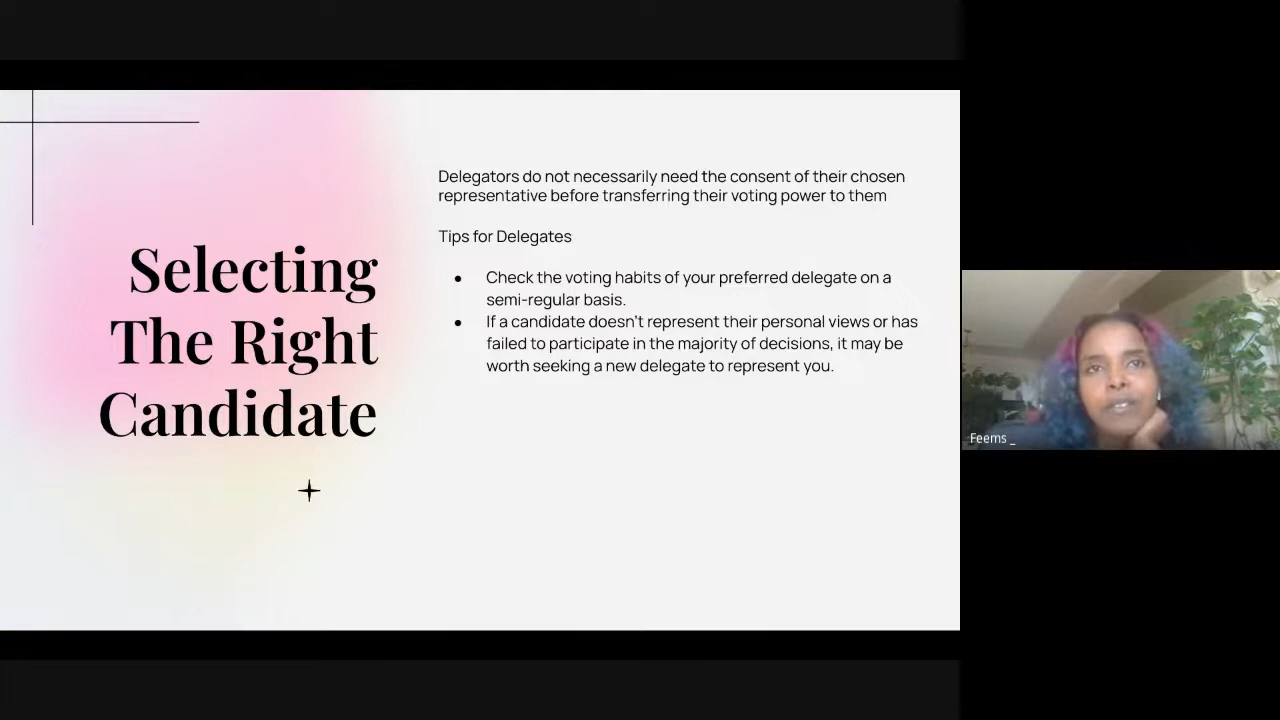 Selecting
The Right
Candidate
Delegators do not necessarily need the consent of their chosen
representative before transferring their voting power to them
Tips for Delegates
● Check the voting habits of your preferred delegate on a
semi-regular basis.
● If a candidate doesn't represent their personal views or has
failed to participate in the majority of decisions, it may be
worth seeking a new delegate to represent you.
Feems _